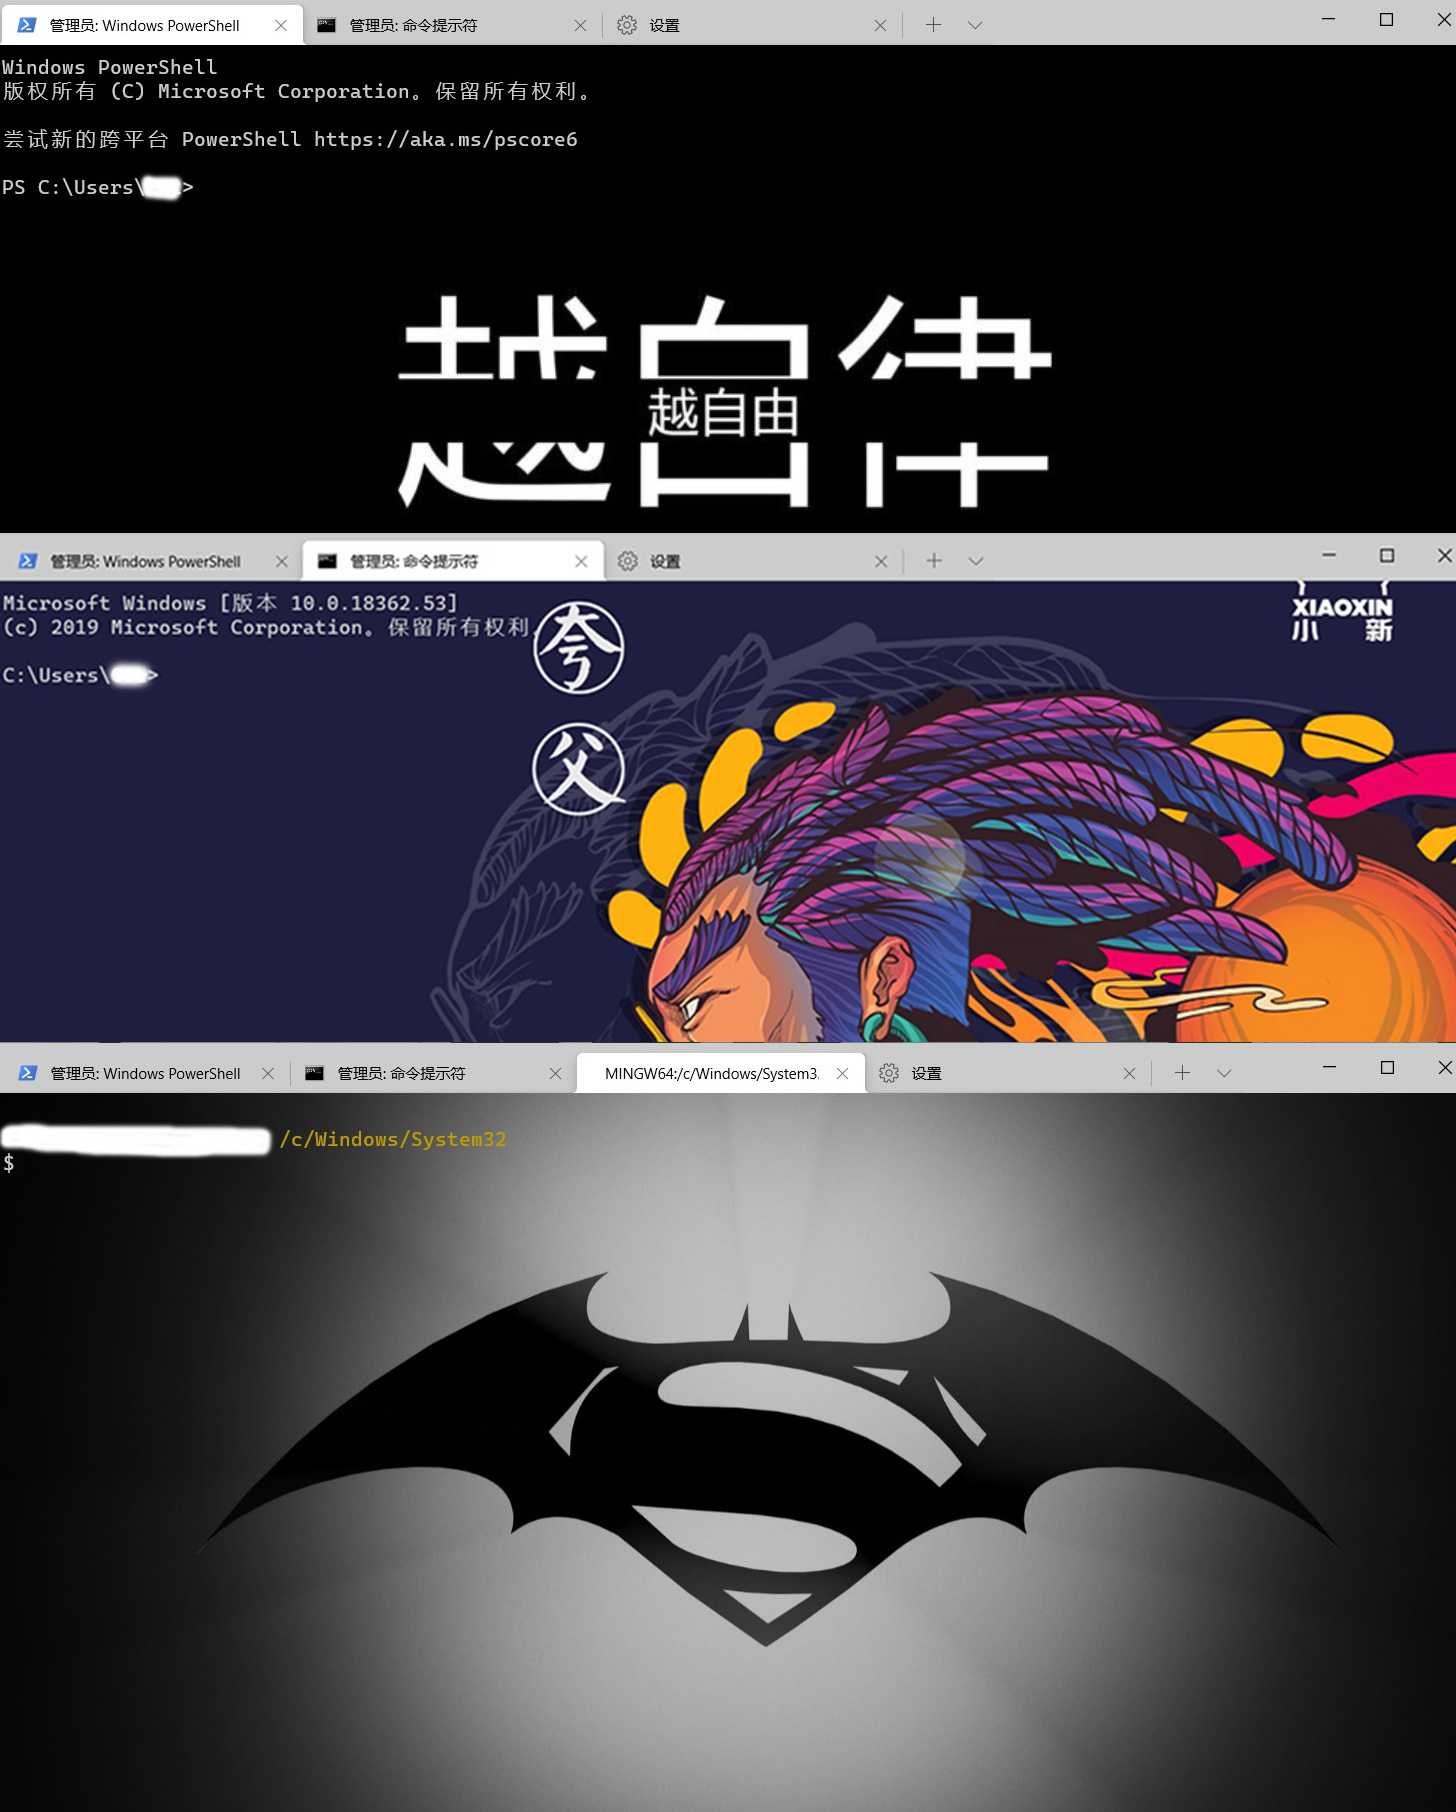 管理员: Windows PowerShell 管理员: 命令提示符 设置
Windows PowerShell
版权所有 (C) Microsoft Corporation。保留所有权利。
尝试新的跨平台 PowerShell https://aka.ms/pscore6
PS C:\Users\ >
越自律
越自由
管理员: Windows PowerShell 管理员: 命令提示符 设置
Microsoft Windows [版本 10.0.18362.53]
(c) 2019 Microsoft Corporation。保留所有权利。
C:\Users\ >
夸
父
XIAOXIN
小新
管理员: Windows PowerShell 管理员: 命令提示符 MINGW64:/c/Windows/System3. 设置
/c/Windows/System32
$